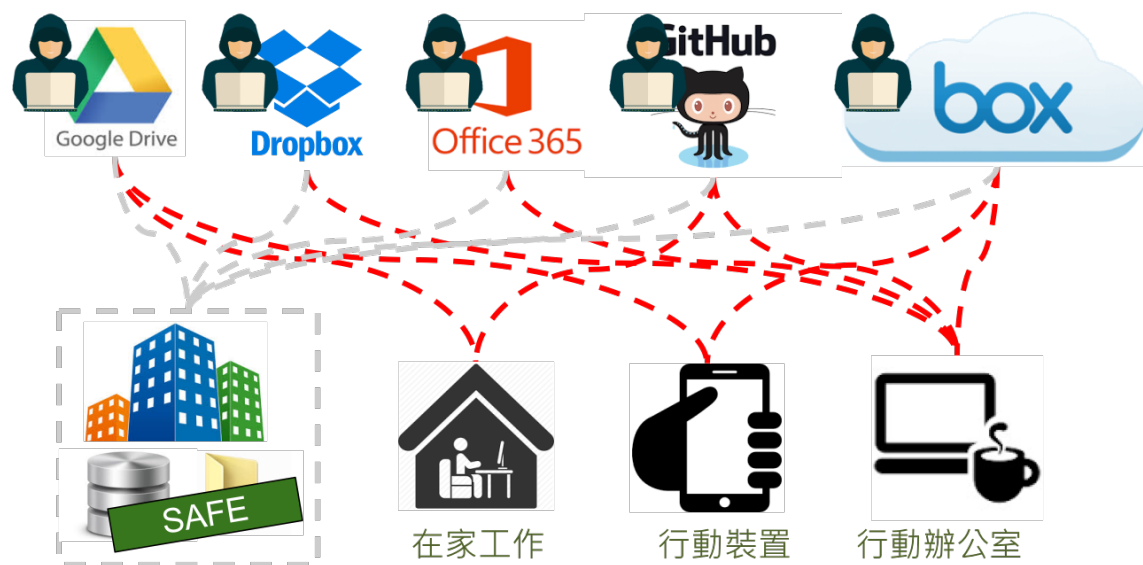 Google Drive
Dropbox
Office 365
GitHub
box
SAFE
在家工作
行動裝置
行動辦公室